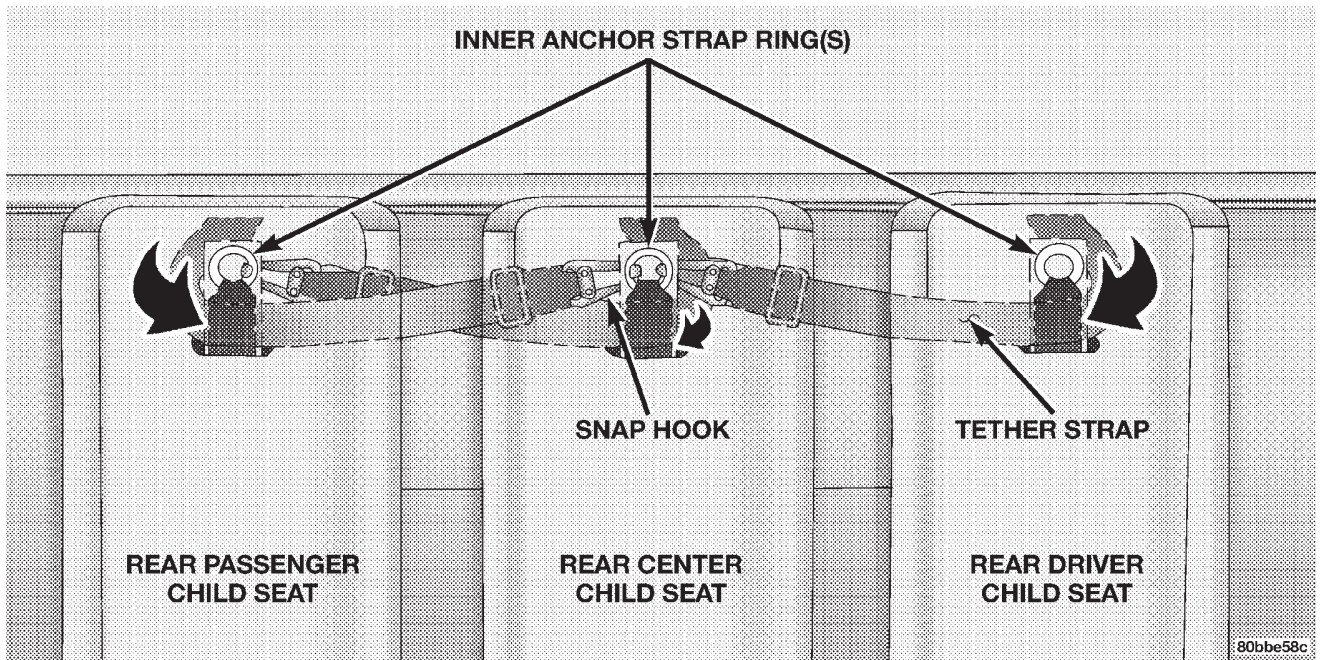 INNER ANCHOR STRAP RING(S)
SNAP HOOK
TETHER STRAP
REAR PASSENGER
CHILD SEAT
REAR CENTER
CHILD SEAT
REAR DRIVER
CHILD SEAT
80bbe58c